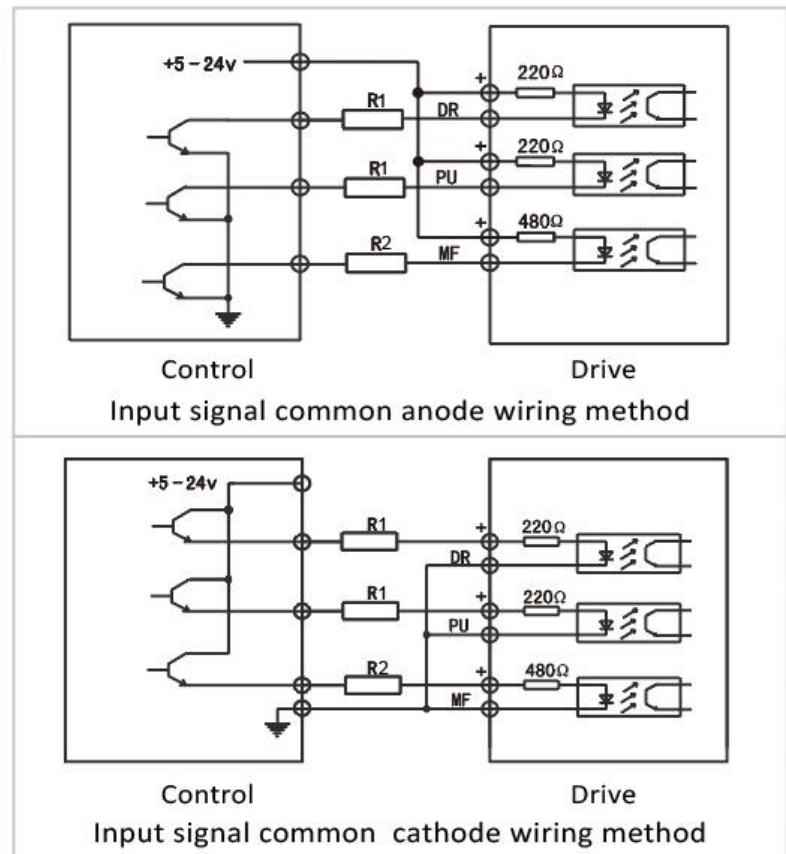 +5-24v
220Ω
+
R1
DR
220Ω
+
R1
PU
480Ω
+
R2
MF
Control
Drive
Input signal common anode wiring method
+5-24v
R1
+
220Ω
DR
R1
+
220Ω
PU
R2
+
480Ω
MF
Control
Drive
Input signal common cathode wiring method